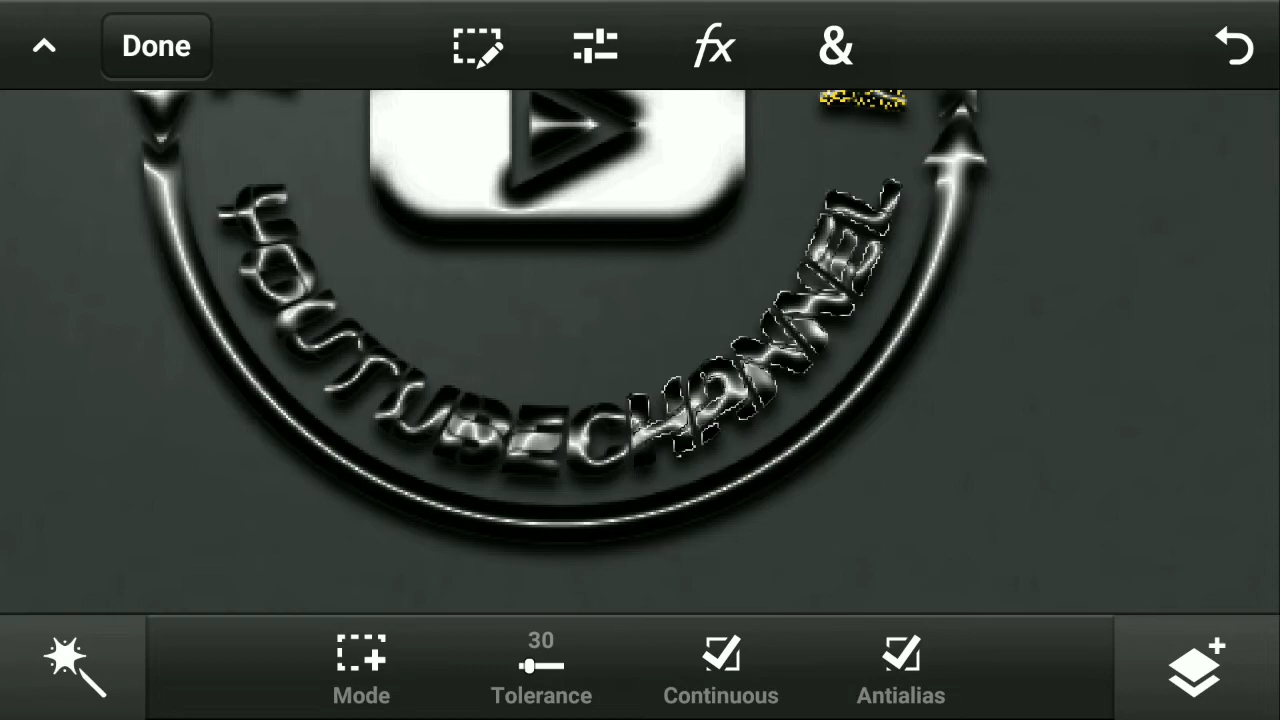 Done
fx
&
YOUTUBECHANNEL
30
Mode
Tolerance
Continuous
Antialias